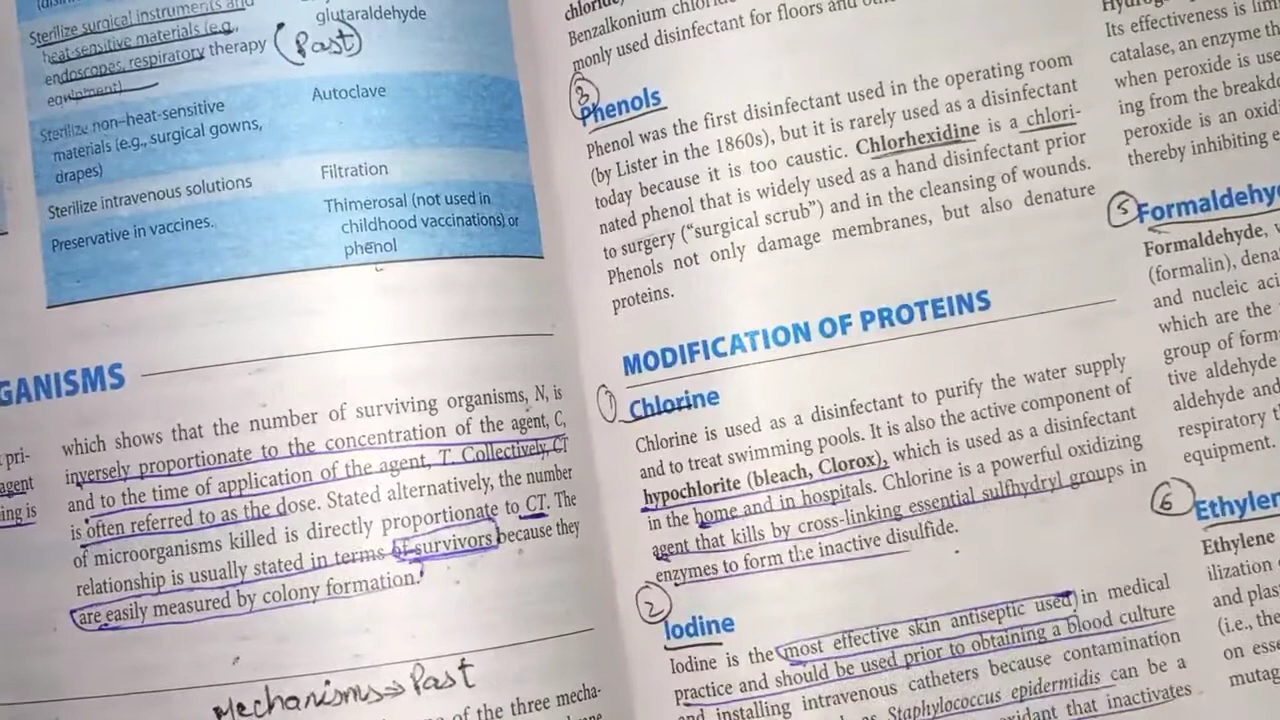 Sterilize surgical instruments and
heat-sensitive materials (e.g.,
endoscopes, respiratory therapy
equipment)
glutaraldehyde
(Past)
Sterilize non–heat-sensitive
materials (e.g., surgical gowns,
drapes)
Autoclave
Sterilize intravenous solutions
Filtration
Preservative in vaccines.
Thimerosal (not used in
childhood vaccinations) or
phenol
GANISMS
pri-
agent
ing is
which shows that the number of surviving organisms, N, is
inversely proportionate to the concentration of the agent, C,
and to the time of application of the agent, T. Collectively, CT
is often referred to as the dose. Stated alternatively, the number
of microorganisms killed is directly proportionate to CT. The
relationship is usually stated in terms of survivors because they
are easily measured by colony formation.
Mechanisms → Past
of the three mecha-
chloride)
Benzalkonium
monly used disinfectant for floors and
3
Phenols
Phenol was the first disinfectant used in the operating room
(by Lister in the 1860s), but it is rarely used as a disinfectant
today because it is too caustic. Chlorhexidine is a chlori-
nated phenol that is widely used as a hand disinfectant prior
to surgery (“surgical scrub”) and in the cleansing of wounds.
Phenols not only damage membranes, but also denature
proteins.
MODIFICATION OF PROTEINS
1
Chlorine
Chlorine is used as a disinfectant to purify the water supply
and to treat swimming pools. It is also the active component of
hypochlorite (bleach, Clorox), which is used as a disinfectant
in the home and in hospitals. Chlorine is a powerful oxidizing
agent that kills by cross-linking essential sulfhydryl groups in
enzymes to form the inactive disulfide.
2
Iodine
Iodine is the most effective skin antiseptic used in medical
practice and should be used prior to obtaining a blood culture
and installing intravenous catheters because contamination
Staphylococcus epidermidis can be a
oxidant that inactivates
Its effectiveness is lim
catalase, an enzyme th
when peroxide is use
ing from the breakd
peroxide is an oxid
thereby inhibiting e
5
Formaldehy
Formaldehyde,
(formalin), dena
and nucleic aci
which are the
group of form
tive aldehyde
aldehyde and
respiratory t
equipment.
6
Ethylen
Ethylene
ilization
and plas
(i.e., the
on esse
mutag